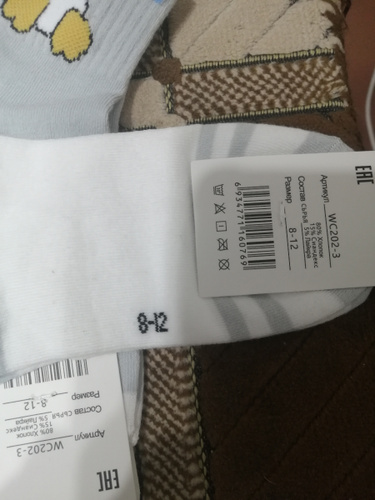 EAC
Артикул WC202-3
Состав сырья 80% Хлопок
15% Спандекс
5% Лайкра
Размер 8-12
6934771160769
8-12
EAC
Артикул WC202-3
Состав сырья 80% Хлопок
15% Спандекс
5% Лайкра
Размер 8-12